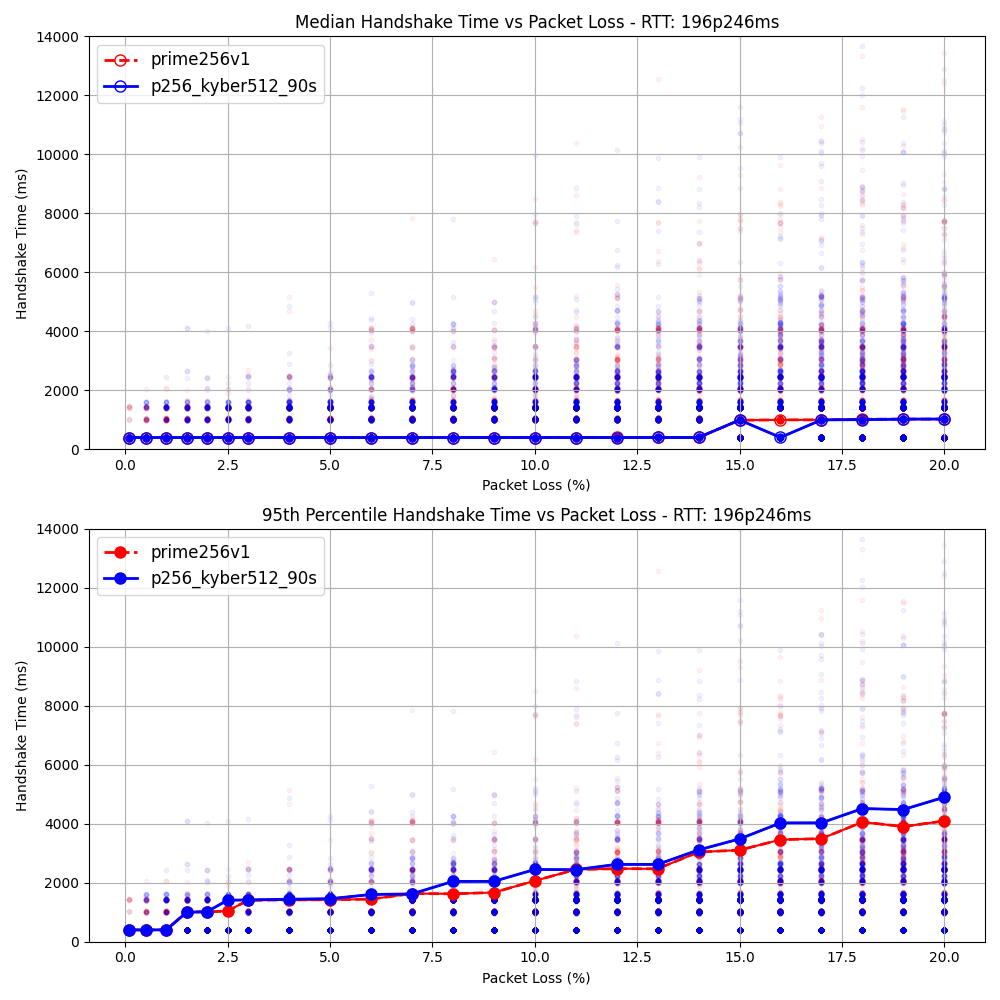 Median Handshake Time vs Packet Loss - RTT: 196p246ms
14000
12000
10000
8000
6000
4000
2000
0
Handshake Time (ms)
prime256v1
p256_kyber512_90s
0.0 2.5 5.0 7.5 10.0 12.5 15.0 17.5 20.0
Packet Loss (%)
95th Percentile Handshake Time vs Packet Loss - RTT: 196p246ms
14000
12000
10000
8000
6000
4000
2000
0
Handshake Time (ms)
prime256v1
p256_kyber512_90s
0.0 2.5 5.0 7.5 10.0 12.5 15.0 17.5 20.0
Packet Loss (%)